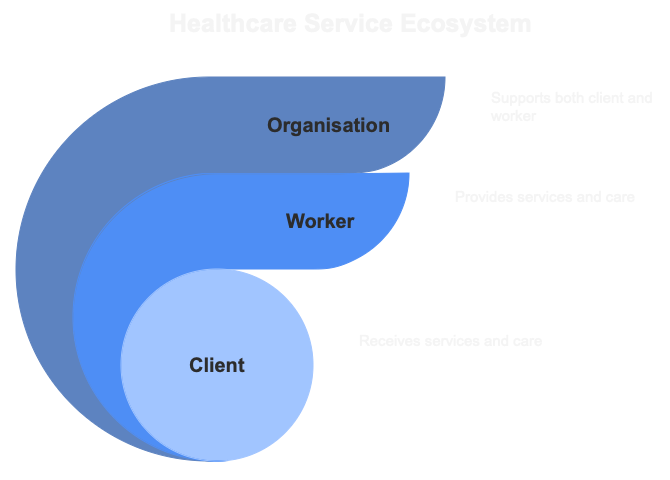 Healthcare Service Ecosystem
Organisation
Supports both client and
worker
Worker
Provides services and care
Client
Receives services and care